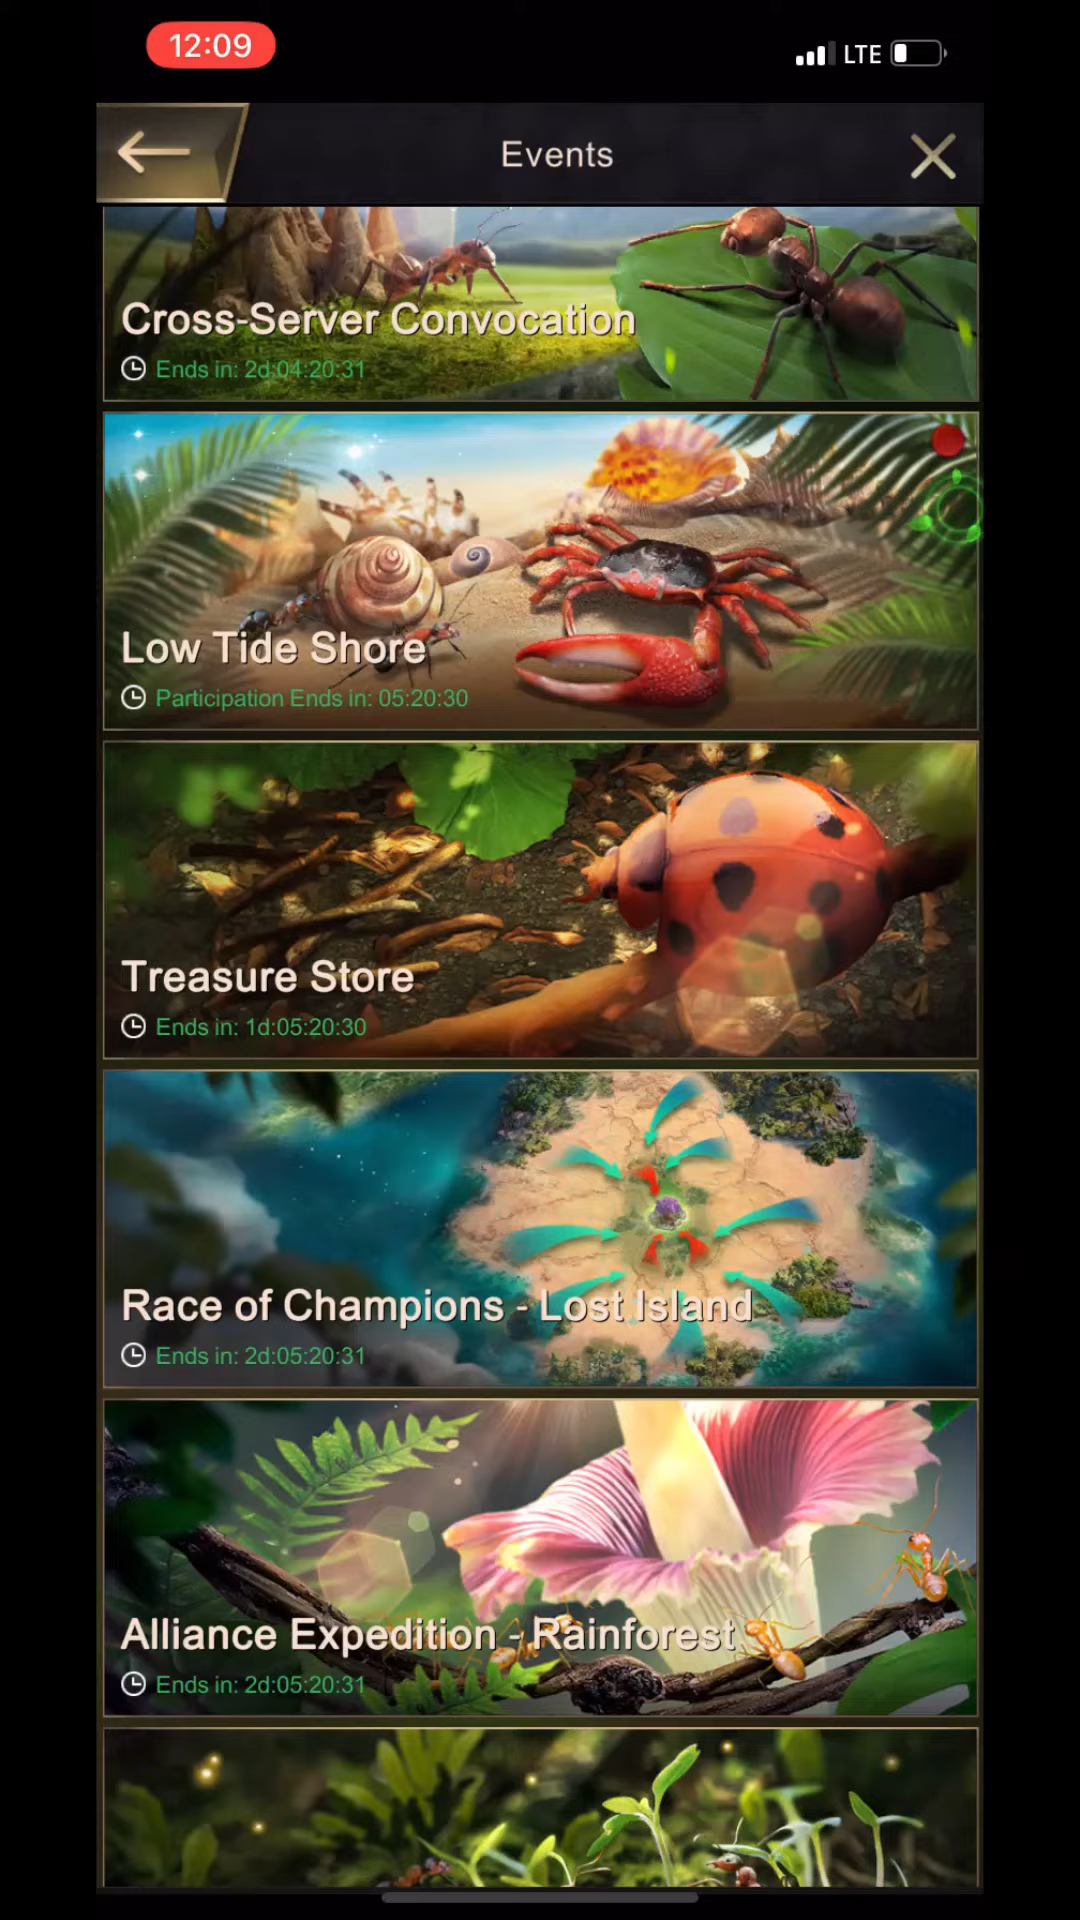 12:09
LTE
Events
Cross-Server Convocation
Ends in: 2d:04:20:31
Low Tide Shore
Participation Ends in: 05:20:30
Treasure Store
Ends in: 1d:05:20:30
Race of Champions - Lost Island
Ends in: 2d:05:20:31
Alliance Expedition - Rainforest
Ends in: 2d:05:20:31